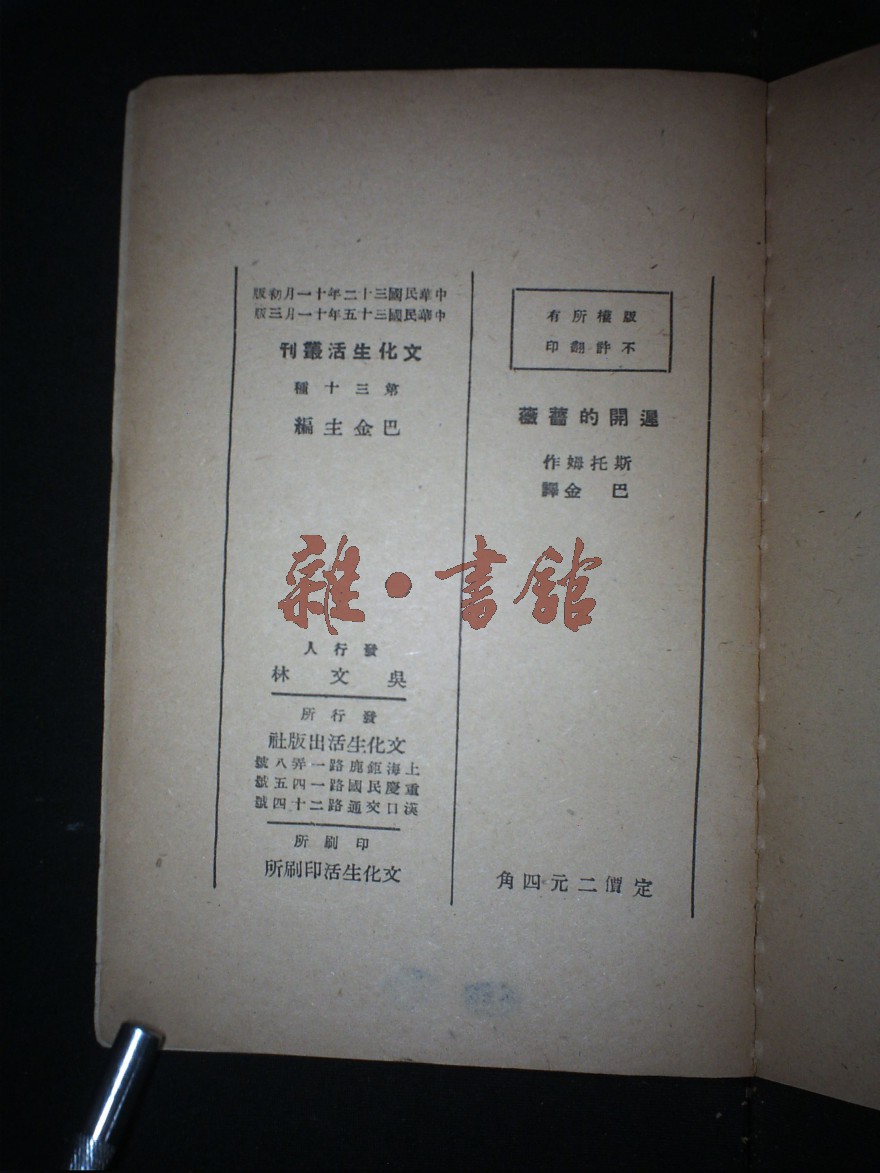 版權所有
不許翻印
遲開的薔薇
斯托姆作
巴金譯
定價二元四角
中華民國三十二年十一月初版
中華民國三十五年十一月三版
文化生活叢刊
第三十種
巴金主編
發行人
吳文林
發行所
文化生活出版社
上海鉅鹿路一弄八號
重慶民國路一四五號
漢口交通路二十四號
印刷所
文化生活印刷所
雜·書館